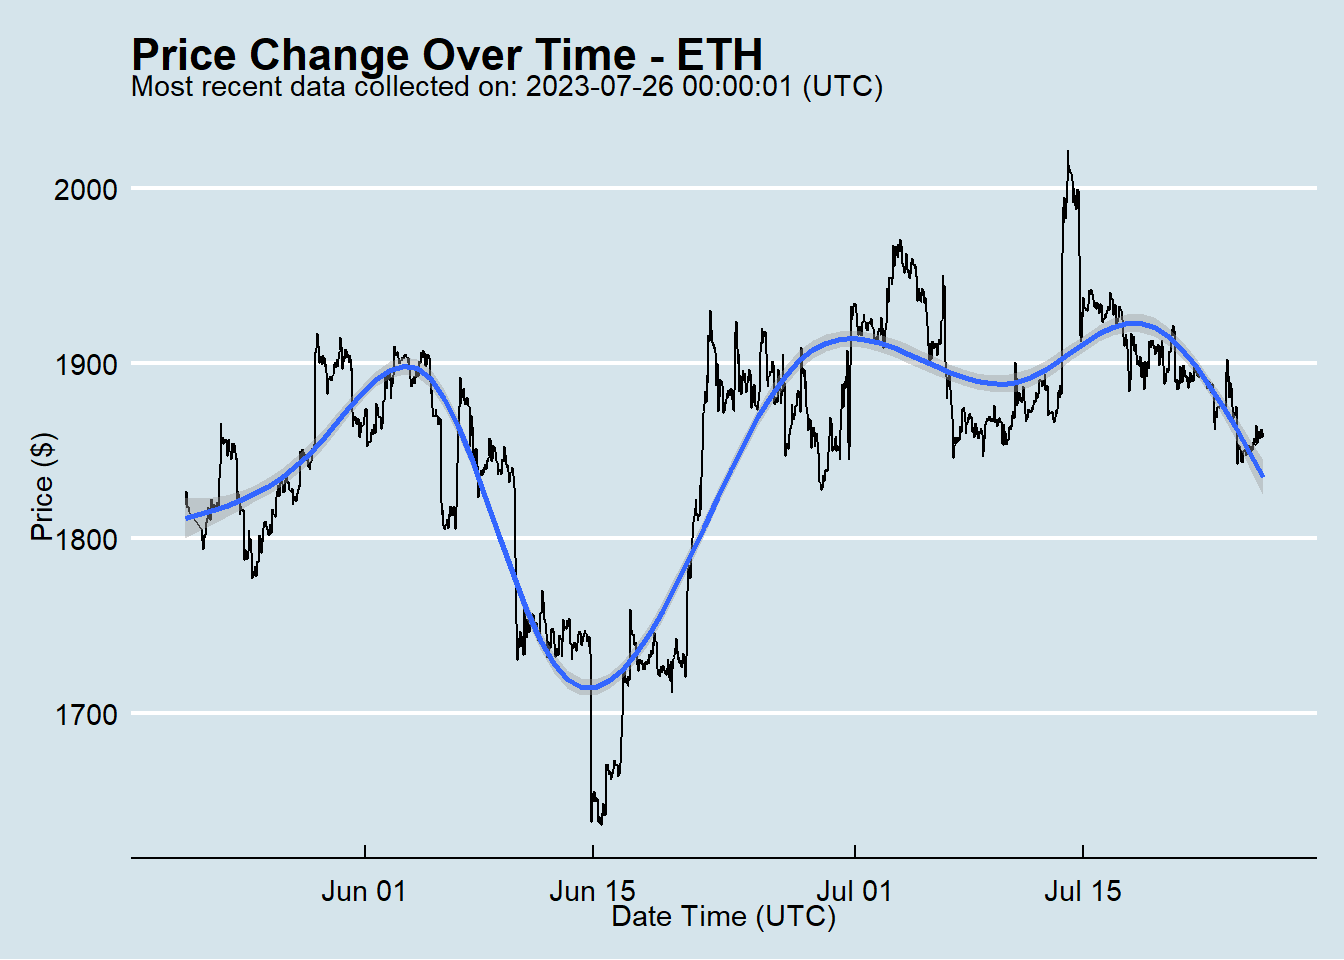 Price Change Over Time - ETH
Most recent data collected on: 2023-07-26 00:00:01 (UTC)
2000
1900
1800
1700
Price ($)
Jun 01
Jun 15
Jul 01
Jul 15
Date Time (UTC)